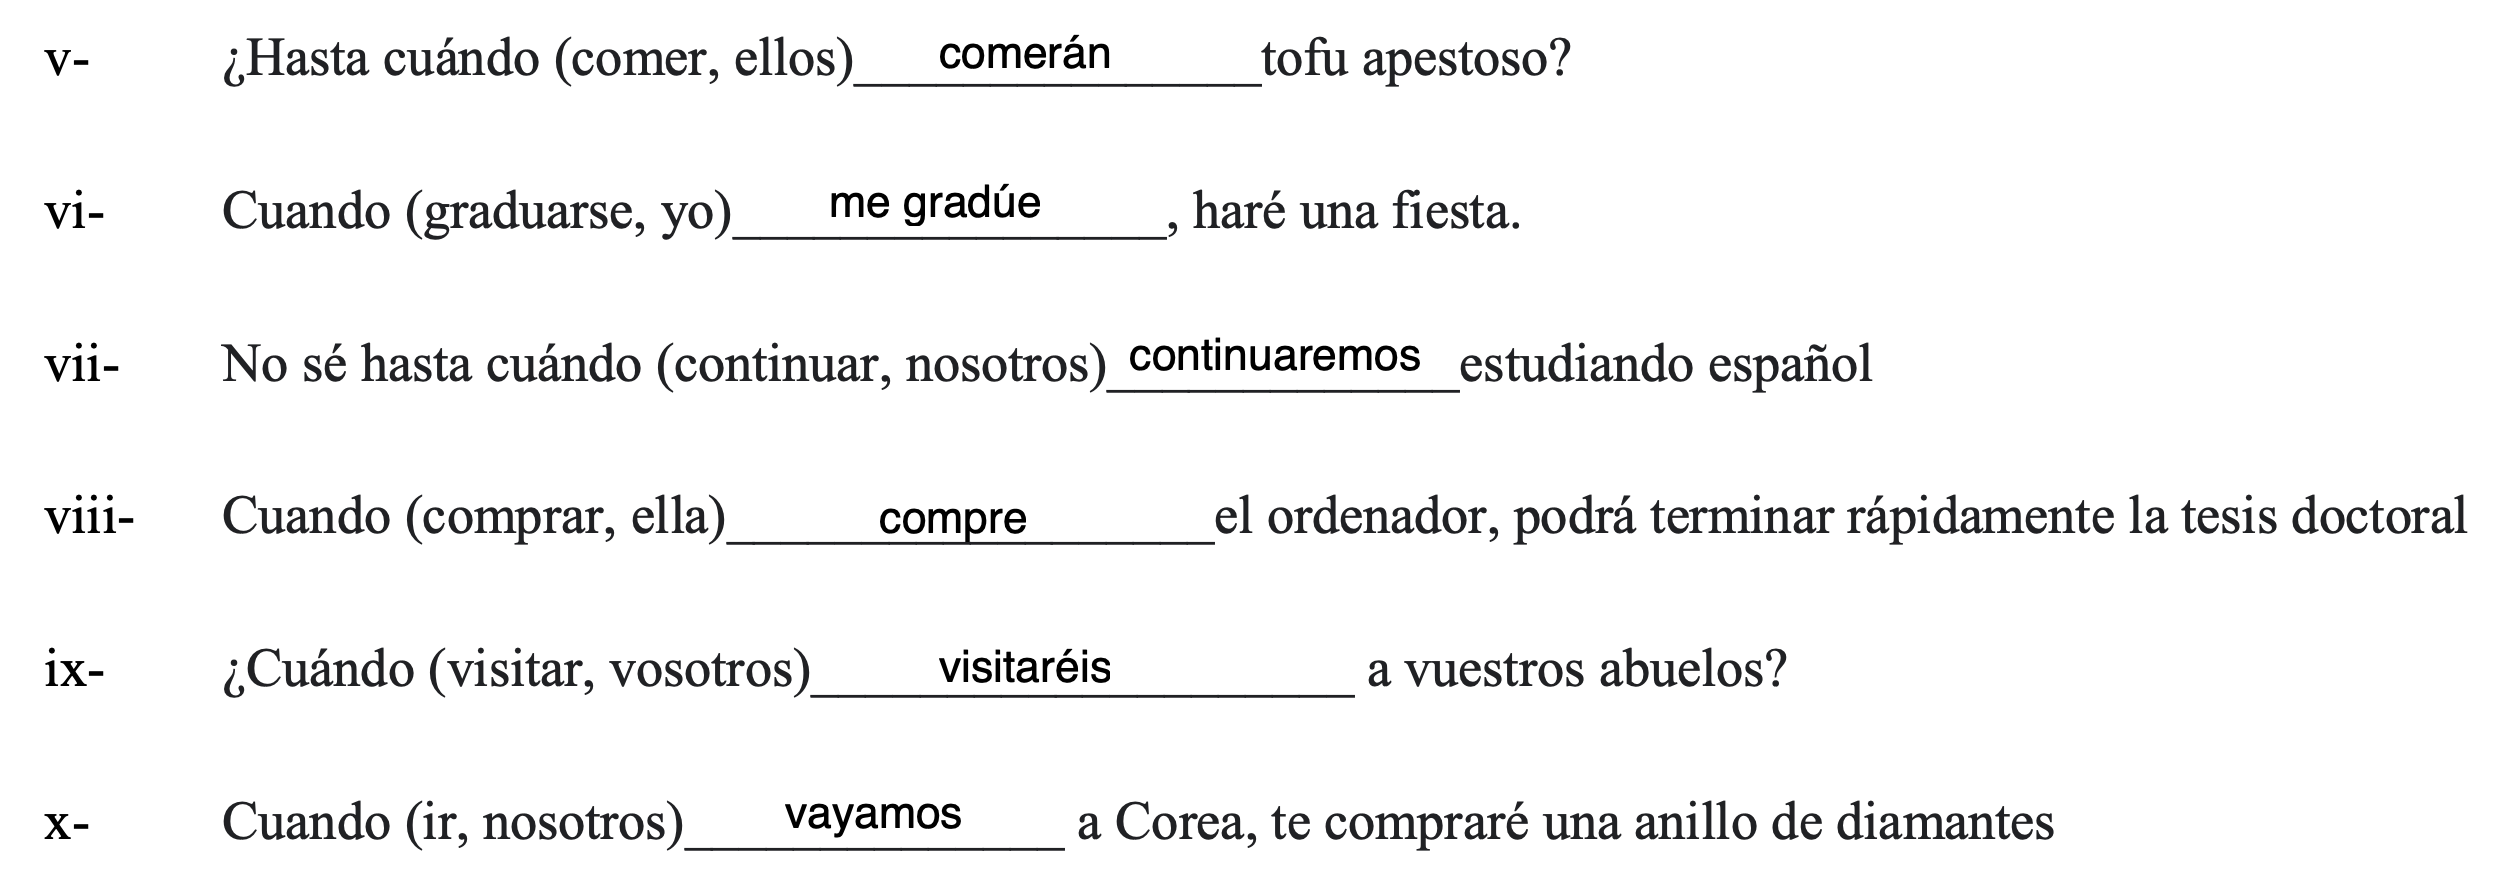 v- ¿Hasta cuándo (comer, ellos) comerán tofu apestoso?
vi- Cuando (graduarse, yo) me gradúe, haré una fiesta.
vii- No sé hasta cuándo (continuar, nosotros) continuaremos estudiando español
viii- Cuando (comprar, ella) compre el ordenador, podrá terminar rápidamente la tesis doctoral
ix- ¿Cuándo (visitar, vosotros) visitaréis a vuestros abuelos?
x- Cuando (ir, nosotros) vayamos a Corea, te compraré una anillo de diamantes